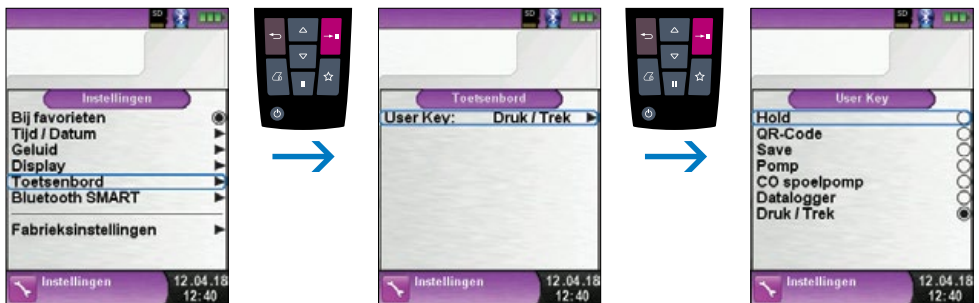 SD
Instellingen
Bij favorieten
Tijd / Datum
Geluid
Display
Toetsenbord
Bluetooth SMART
Fabrieksinstellingen
Instellingen
12.04.18
12:40
SD
Toetsenbord
User Key: Druk / Trek
Instellingen
12.04.18
12:40
SD
User Key
Hold
QR-Code
Save
Pomp
CO spoelpomp
Datalogger
Druk / Trek
Instellingen
12.04.18
12:40